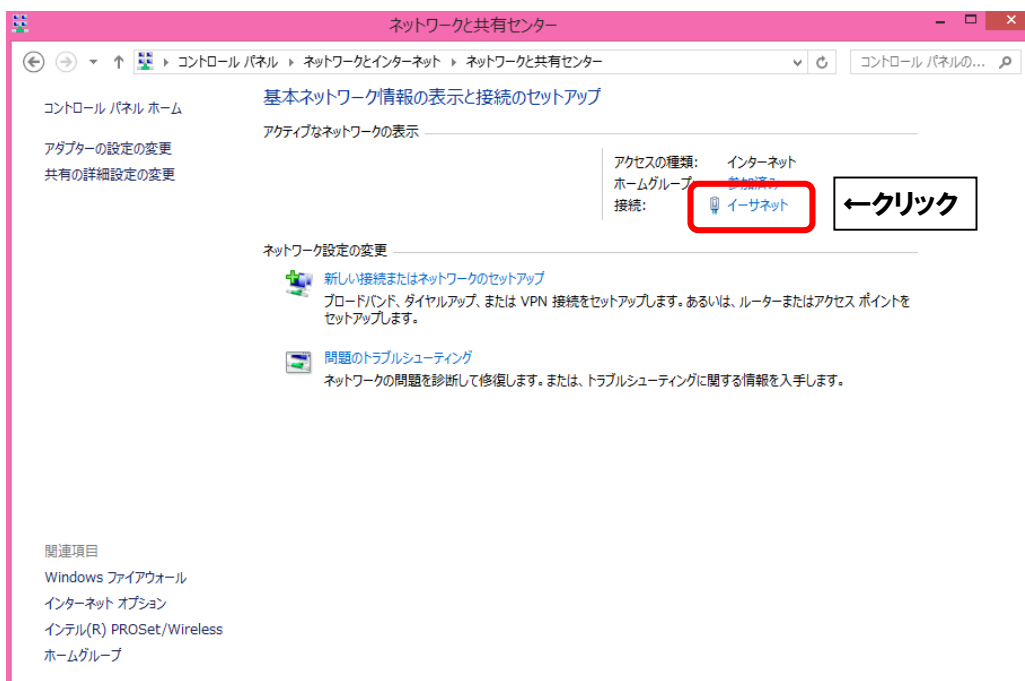 ネットワークと共有センター
コントロール パネル ネットワークとインターネット ネットワークと共有センター
コントロール パネルの...
コントロール パネル ホーム
アダプターの設定の変更
共有の詳細設定の変更
基本ネットワーク情報の表示と接続のセットアップ
アクティブなネットワークの表示
アクセスの種類: インターネット
ホームグループ: 参加済み
接続: イーサネット
←クリック
ネットワーク設定の変更
新しい接続またはネットワークのセットアップ
ブロードバンド、ダイヤルアップ、または VPN 接続をセットアップします。あるいは、ルーターまたはアクセス ポイントを
セットアップします。
問題のトラブルシューティング
ネットワークの問題を診断して修復します。または、トラブルシューティングに関する情報を入手します。
関連項目
Windows ファイアウォール
インターネット オプション
インテル(R) PROSet/Wireless
ホームグループ